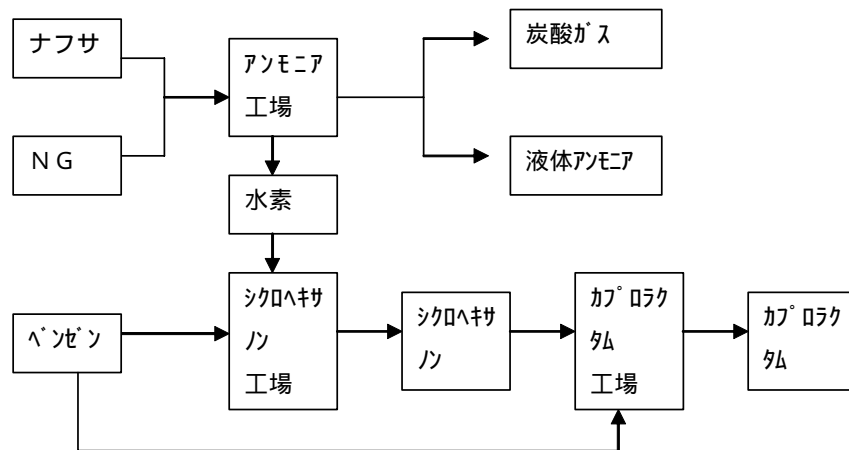 ナフサ
ＮＧ
アンモニア
工場
炭酸ｶﾞｽ
液体ｱﾝﾓﾆｱ
水素
ﾍﾞﾝｾﾞﾝ
ｼｸﾛﾍｷｻ
ﾉﾝ
工場
ｼｸﾛﾍｷｻ
ﾉﾝ
ｶﾌﾟﾛﾗｸ
ﾀﾑ
工場
ｶﾌﾟﾛﾗｸ
ﾀﾑ